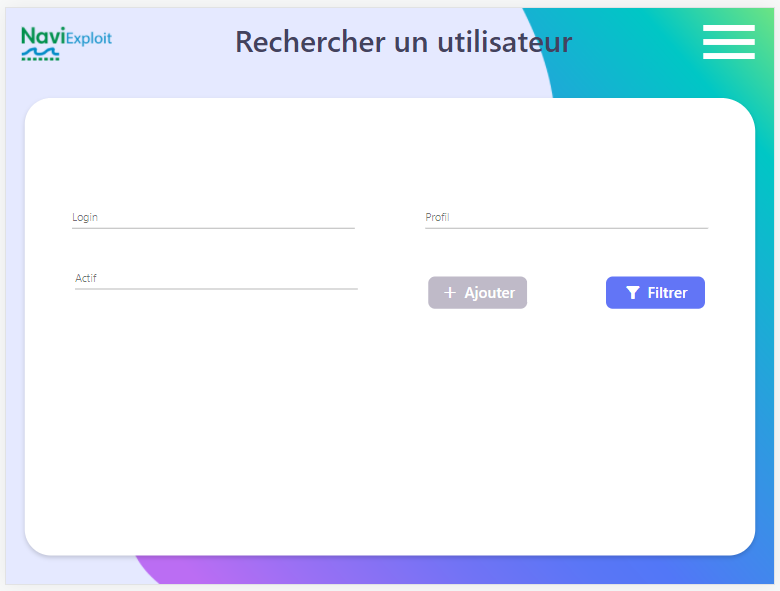 NaviExploit
Rechercher un utilisateur
Login
Profil
Actif
+ Ajouter
Filtrer